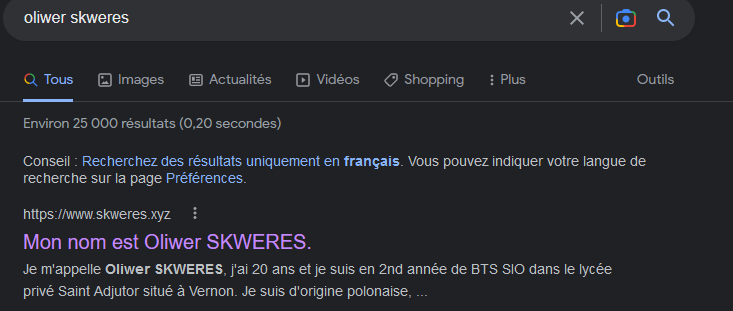 oliwer skweres
Tous Images Actualités Vidéos Shopping Plus Outils
Environ 25 000 résultats (0,20 secondes)
Conseil : Recherchez des résultats uniquement en français. Vous pouvez indiquer votre langue de
recherche sur la page Préférences.
https://www.skweres.xyz
Mon nom est Oliwer SKWERES.
Je m'appelle Oliwer SKWERES, j'ai 20 ans et je suis en 2nd année de BTS SIO dans le lycée
privé Saint Adjutor situé à Vernon. Je suis d'origine polonaise, ...